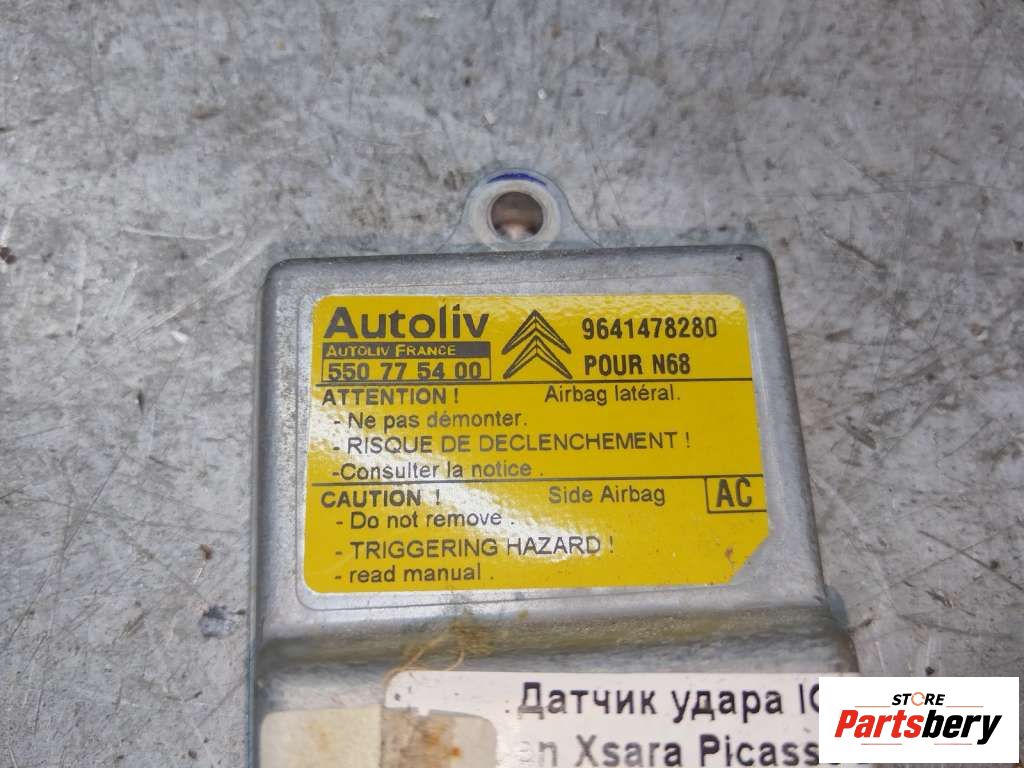 Autoliv
AUTOLIV FRANCE
550 77 54 00
9641478280
POUR N68
ATTENTION ! Airbag latéral.
- Ne pas démonter.
- RISQUE DE DECLENCHEMENT !
-Consulter la notice .
CAUTION ! Side Airbag AC
- Do not remove .
- TRIGGERING HAZARD !
- read manual .
Датчик удара
Xsara
STORE
Partsbery